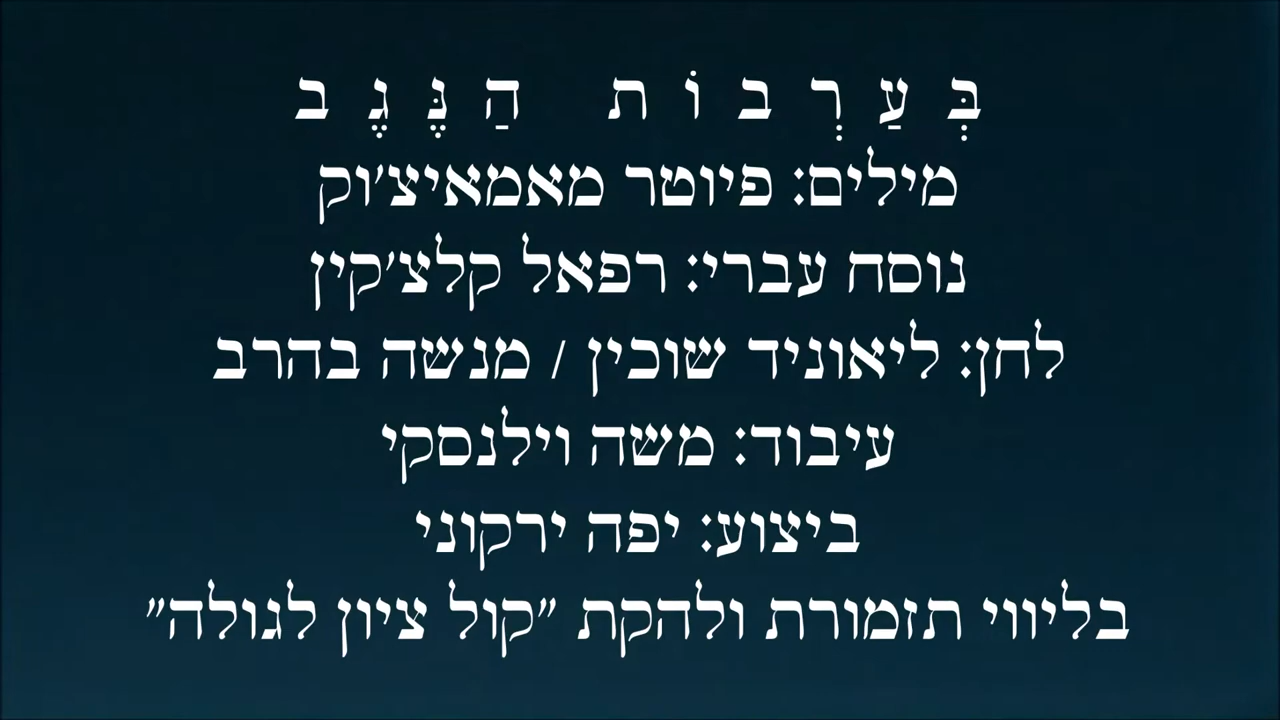 בְּעַרְבוֹת הַנֶּגֶב
מילים: פיוטר מאמאיצ׳וק
נוסח עברי: רפאל קלצ׳קין
לחן: ליאוניד שוכין / מנשה בהרב
עיבוד: משה וילנסקי
ביצוע: יפה ירקוני
בליווי תזמורת ולהקת ״קול ציון לגולה״